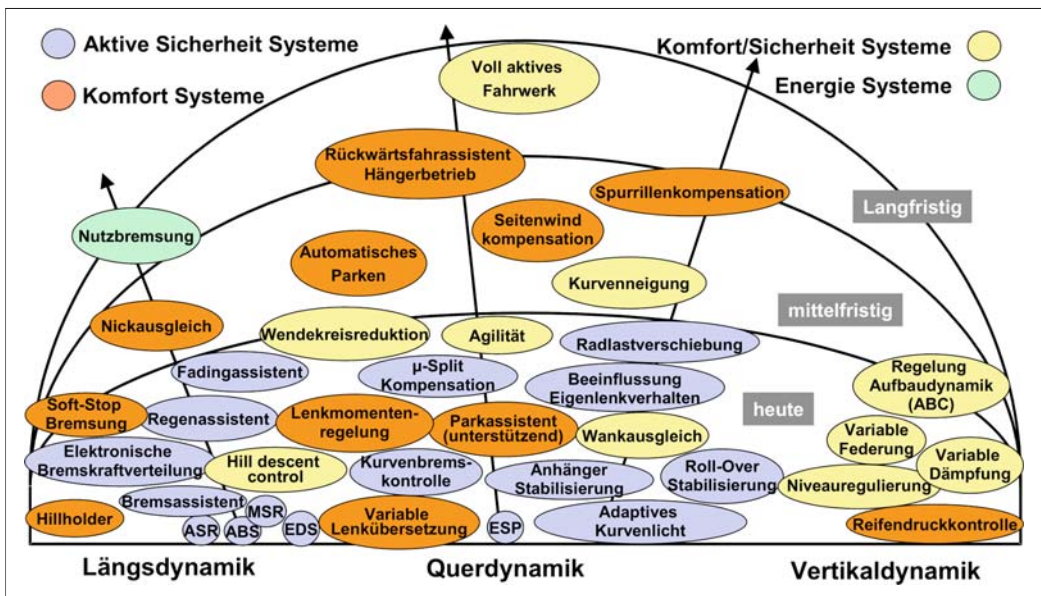 Aktive Sicherheit Systeme
Komfort Systeme
Komfort/Sicherheit Systeme
Energie Systeme
Voll aktives
Fahrwerk
Rückwärtsfahrassistent
Hängerbetrieb
Spurrillenkompensation
Langfristig
Nutzbremsung
Seitenwind
kompensation
Automatisches
Parken
Kurvenneigung
mittelfristig
Nickausgleich
Wendekreisreduktion
Agilität
Radlastverschiebung
Fadingassistent
µ-Split
Kompensation
Beeinflussung
Eigenlenkverhalten
Regelung
Aufbaudynamik
(ABC)
heute
Soft-Stop
Bremsung
Regenassistent
Lenkmomenten-
regelung
Parkassistent
(unterstützend)
Wankausgleich
Variable
Federung
Variable
Dämpfung
Elektronische
Bremskraftverteilung
Hill descent
control
Kurvenbrems-
kontrolle
Anhänger
Stabilisierung
Roll-Over
Stabilisierung
Niveauregulierung
Bremsassistent
MSR
Hillholder
ASR
ABS
EDS
Variable
Lenkübersetzung
ESP
Adaptives
Kurvenlicht
Reifendruckkontrolle
Längsdynamik
Querdynamik
Vertikaldynamik